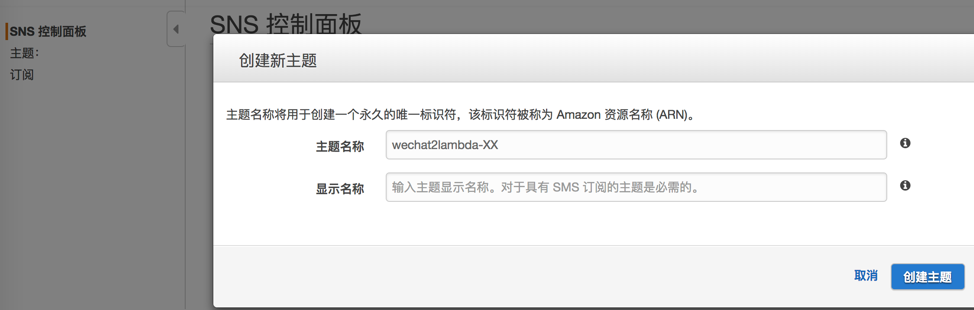 SNS 控制面板
主题：
订阅
SNS 控制面板
创建新主题
主题名称将用于创建一个永久的唯一标识符，该标识符被称为 Amazon 资源名称 (ARN)。
主题名称
wechat2lambda-XX
显示名称
输入主题显示名称。对于具有 SMS 订阅的主题是必需的。
取消
创建主题